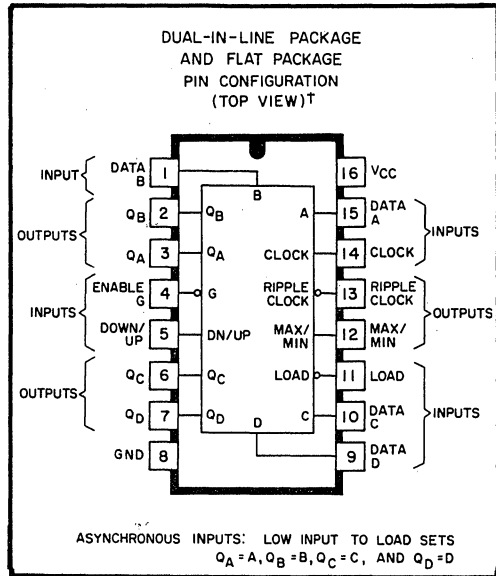 DUAL-IN-LINE PACKAGE
AND FLAT PACKAGE
PIN CONFIGURATION
(TOP VIEW)†
INPUT
DATA
B
1
B
16
VCC
OUTPUTS
QB
2
QB
A
15
DATA
A
INPUTS
QA
3
QA
CLOCK
14
CLOCK
INPUTS
ENABLE
G
4
G
RIPPLE
CLOCK
13
RIPPLE
CLOCK
OUTPUTS
DOWN/
UP
5
DN/UP
MAX/
MIN
12
MAX/
MIN
OUTPUTS
QC
6
QC
LOAD
11
LOAD
INPUTS
QD
7
QD
C
10
DATA
C
GND
8
D
9
DATA
D
ASYNCHRONOUS INPUTS: LOW INPUT TO LOAD SETS
QA=A, QB=B, QC=C, AND QD=D